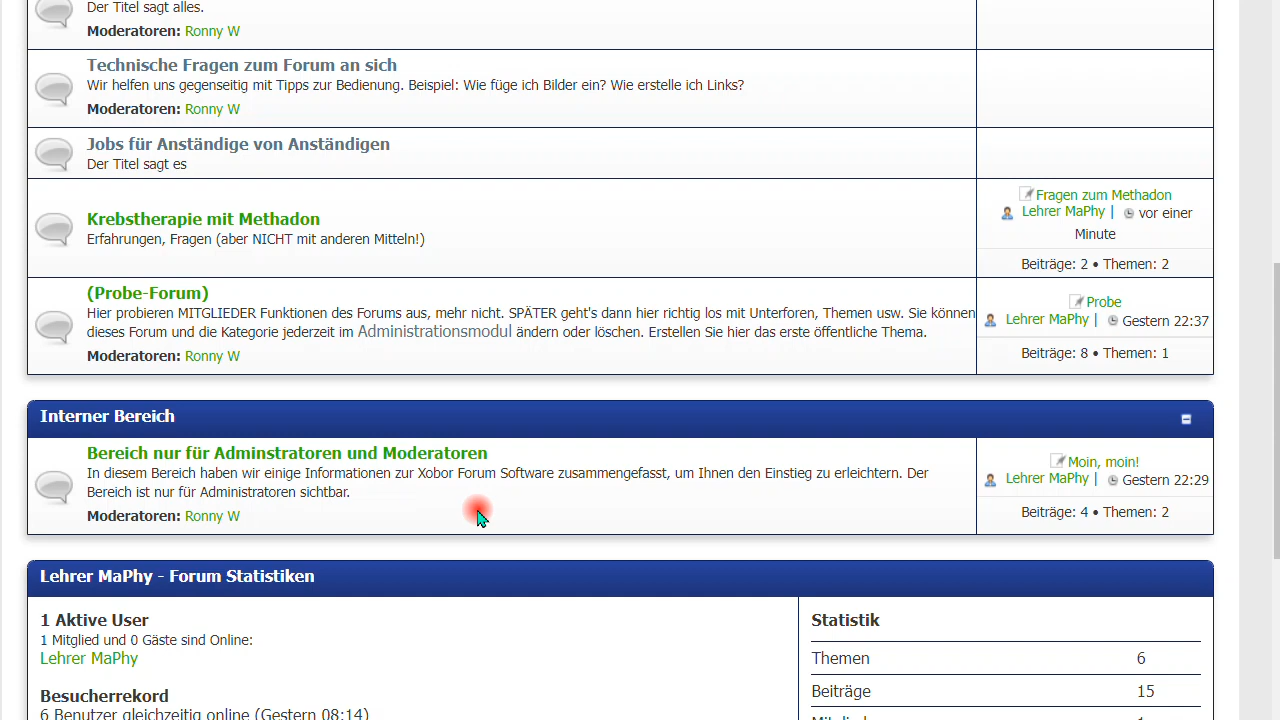 Der Titel sagt alles.
Moderatoren: Ronny W
Technische Fragen zum Forum an sich
Wir helfen uns gegenseitig mit Tipps zur Bedienung. Beispiel: Wie füge ich Bilder ein? Wie erstelle ich Links?
Moderatoren: Ronny W
Jobs für Anständige von Anständigen
Der Titel sagt es
Krebstherapie mit Methadon
Erfahrungen, Fragen (aber NICHT mit anderen Mitteln!)
Fragen zum Methadon
Lehrer MaPhy | vor einer
Minute
Beiträge: 2 • Themen: 2
(Probe-Forum)
Hier probieren MITGLIEDER Funktionen des Forums aus, mehr nicht. SPÄTER geht's dann hier richtig los mit Unterforen, Themen usw. Sie können
dieses Forum und die Kategorie jederzeit im Administrationsmodul ändern oder löschen. Erstellen Sie hier das erste öffentliche Thema.
Moderatoren: Ronny W
Probe
Lehrer MaPhy | Gestern 22:37
Beiträge: 8 • Themen: 1
Interner Bereich
Bereich nur für Adminstratoren und Moderatoren
In diesem Bereich haben wir einige Informationen zur Xobor Forum Software zusammengefasst, um Ihnen den Einstieg zu erleichtern. Der
Bereich ist nur für Administratoren sichtbar.
Moderatoren: Ronny W
Moin, moin!
Lehrer MaPhy | Gestern 22:29
Beiträge: 4 • Themen: 2
Lehrer MaPhy - Forum Statistiken
1 Aktive User
1 Mitglied und 0 Gäste sind Online:
Lehrer MaPhy
Besucherrekord
6 Benutzer gleichzeitig online (Gestern 08:14)
Statistik
Themen 6
Beiträge 15